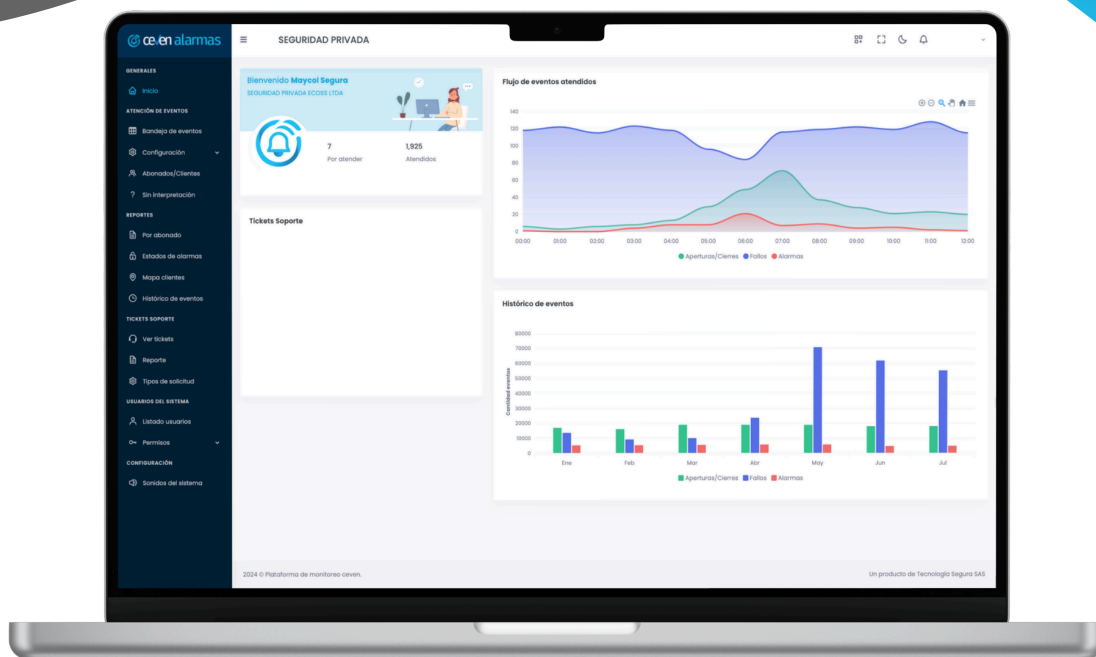 ceven alarmas
SEGURIDAD PRIVADA
GENERALES
Inicio
ATENCIÓN DE EVENTOS
Bandeja de eventos
Configuración
Abonados/Clientes
? Sin interpretación
REPORTES
Por abonado
Estados de alarmas
Mapa clientes
Histórico de eventos
TICKETS SOPORTE
Ver tickets
Reporte
Tipos de solicitud
USUARIOS DEL SISTEMA
Listado usuarios
Permisos
CONFIGURACIÓN
Sonidos del sistema
Bienvenido Maycol Segura
SEGURIDAD PRIVADA ECOSS LTDA
7 1,925
Por atender Atendidos
Tickets Soporte
Flujo de eventos atendidos
140
120
100
80
60
40
20
0
00:00 01:00 02:00 03:00 04:00 05:00 06:00 07:00 08:00 09:00 10:00 11:00 12:00
Aperturas/Cierres Fallos Alarmas
Histórico de eventos
Cantidad eventos
80000
70000
60000
50000
40000
30000
20000
10000
0
Ene Feb Mar Abr May Jun Jul
Aperturas/Cierres Fallos Alarmas
2024 © Plataforma de monitoreo ceven.
Un producto de Tecnología Segura SAS